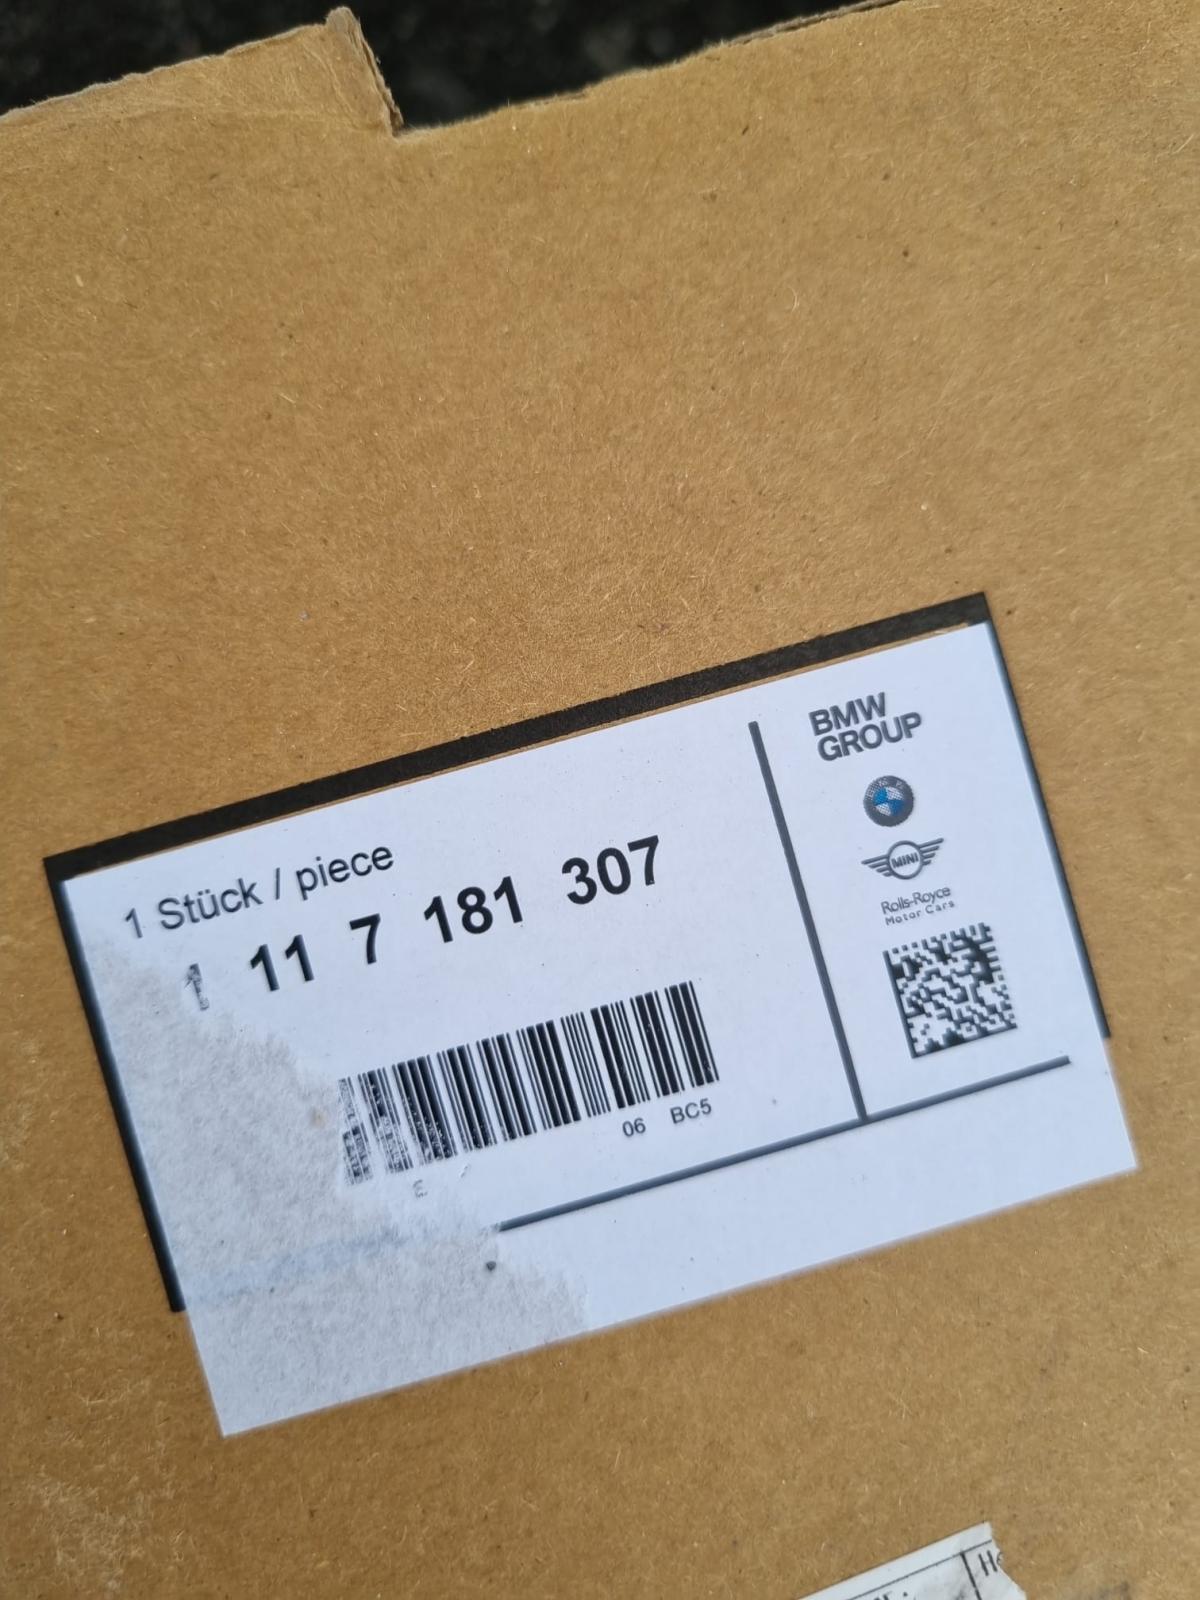 1 Stück / piece
1 11 7 181 307
06 BC5
E
BMW
GROUP
MINI
Rolls-Royce
Motor Cars